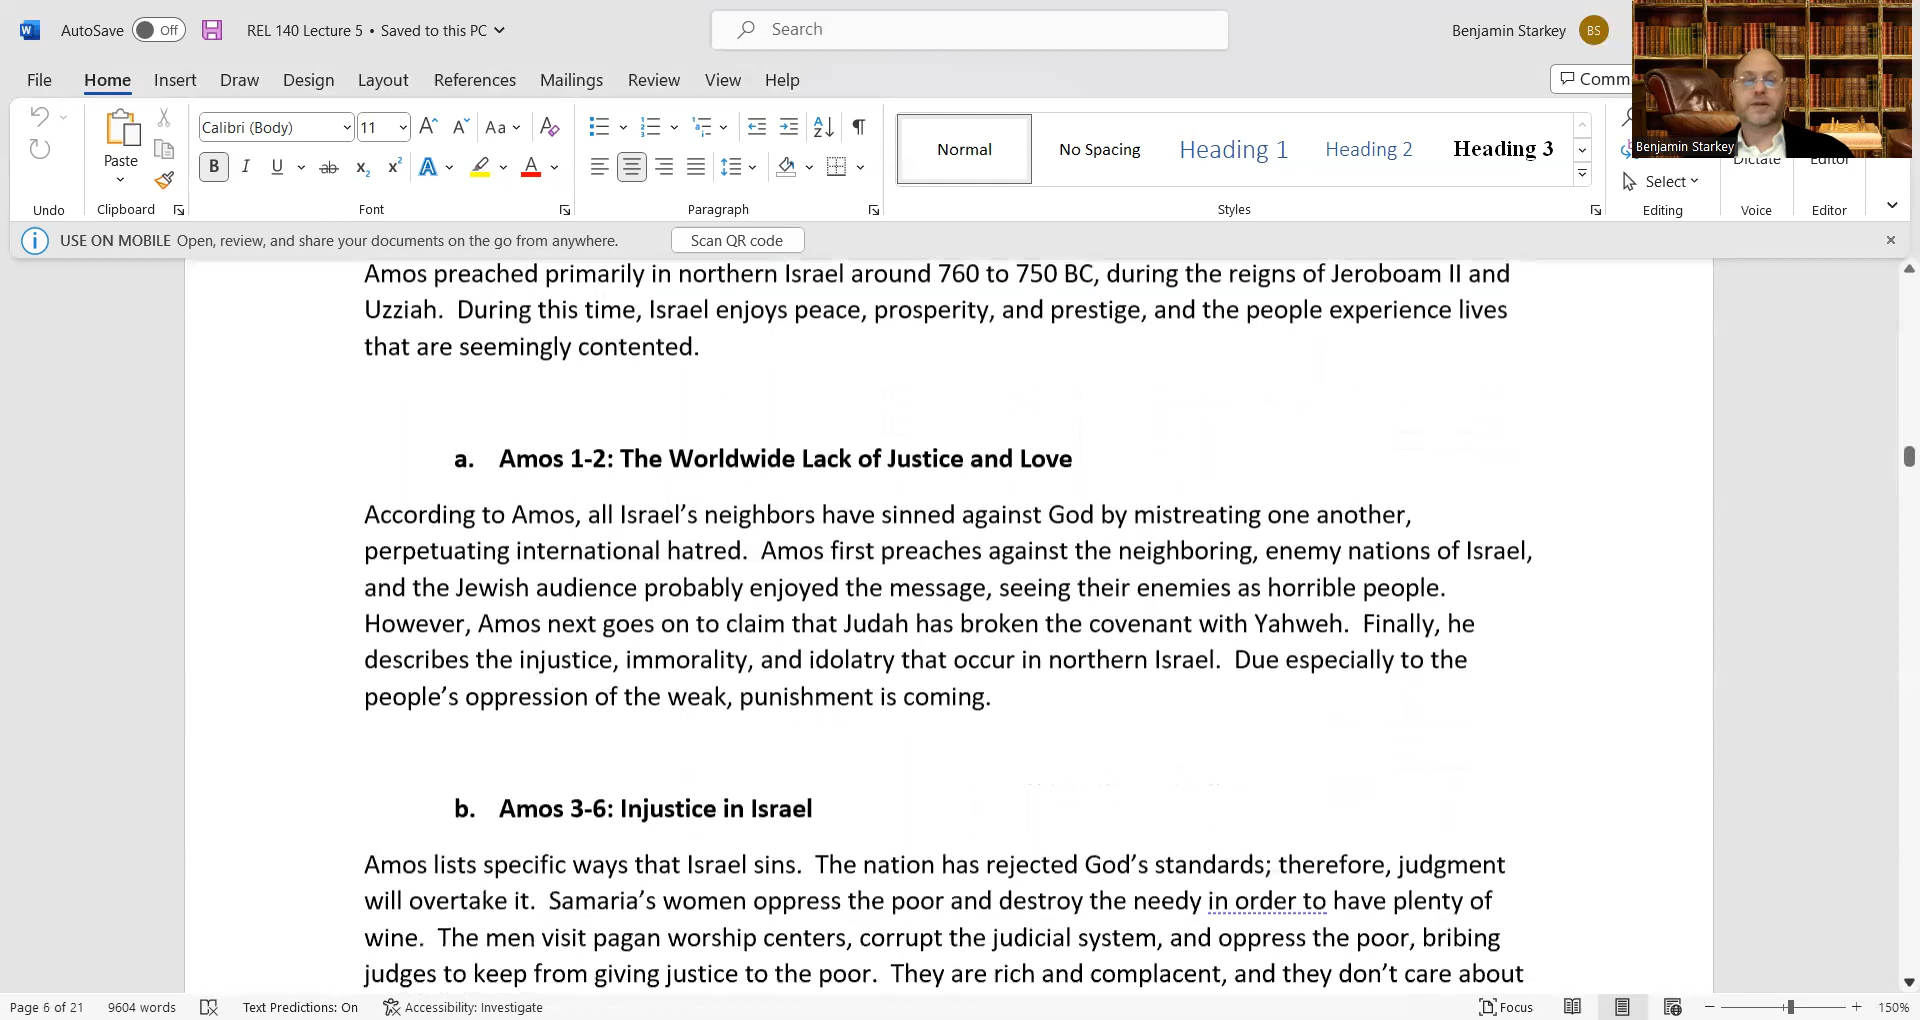 AutoSave Off REL 140 Lecture 5 • Saved to this PC Search Benjamin Starkey BS
File Home Insert Draw Design Layout References Mailings Review View Help Comm
Calibri (Body) 11 Aa
Paste
B I U ab x₂ x² A A
Normal No Spacing Heading 1 Heading 2 Heading 3
Benjamin Starkey
Dictate Editor
Select
Undo Clipboard Font Paragraph Styles Editing Voice Editor
USE ON MOBILE Open, review, and share your documents on the go from anywhere. Scan QR code
Amos preached primarily in northern Israel around 760 to 750 BC, during the reigns of Jeroboam II and
Uzziah.  During this time, Israel enjoys peace, prosperity, and prestige, and the people experience lives
that are seemingly contented.
a. Amos 1-2: The Worldwide Lack of Justice and Love
According to Amos, all Israel’s neighbors have sinned against God by mistreating one another,
perpetuating international hatred.  Amos first preaches against the neighboring, enemy nations of Israel,
and the Jewish audience probably enjoyed the message, seeing their enemies as horrible people.
However, Amos next goes on to claim that Judah has broken the covenant with Yahweh.  Finally, he
describes the injustice, immorality, and idolatry that occur in northern Israel.  Due especially to the
people’s oppression of the weak, punishment is coming.
b. Amos 3-6: Injustice in Israel
Amos lists specific ways that Israel sins.  The nation has rejected God’s standards; therefore, judgment
will overtake it.  Samaria’s women oppress the poor and destroy the needy in order to have plenty of
wine.  The men visit pagan worship centers, corrupt the judicial system, and oppress the poor, bribing
judges to keep from giving justice to the poor.  They are rich and complacent, and they don’t care about
Page 6 of 21 9604 words Text Predictions: On Accessibility: Investigate Focus 150%